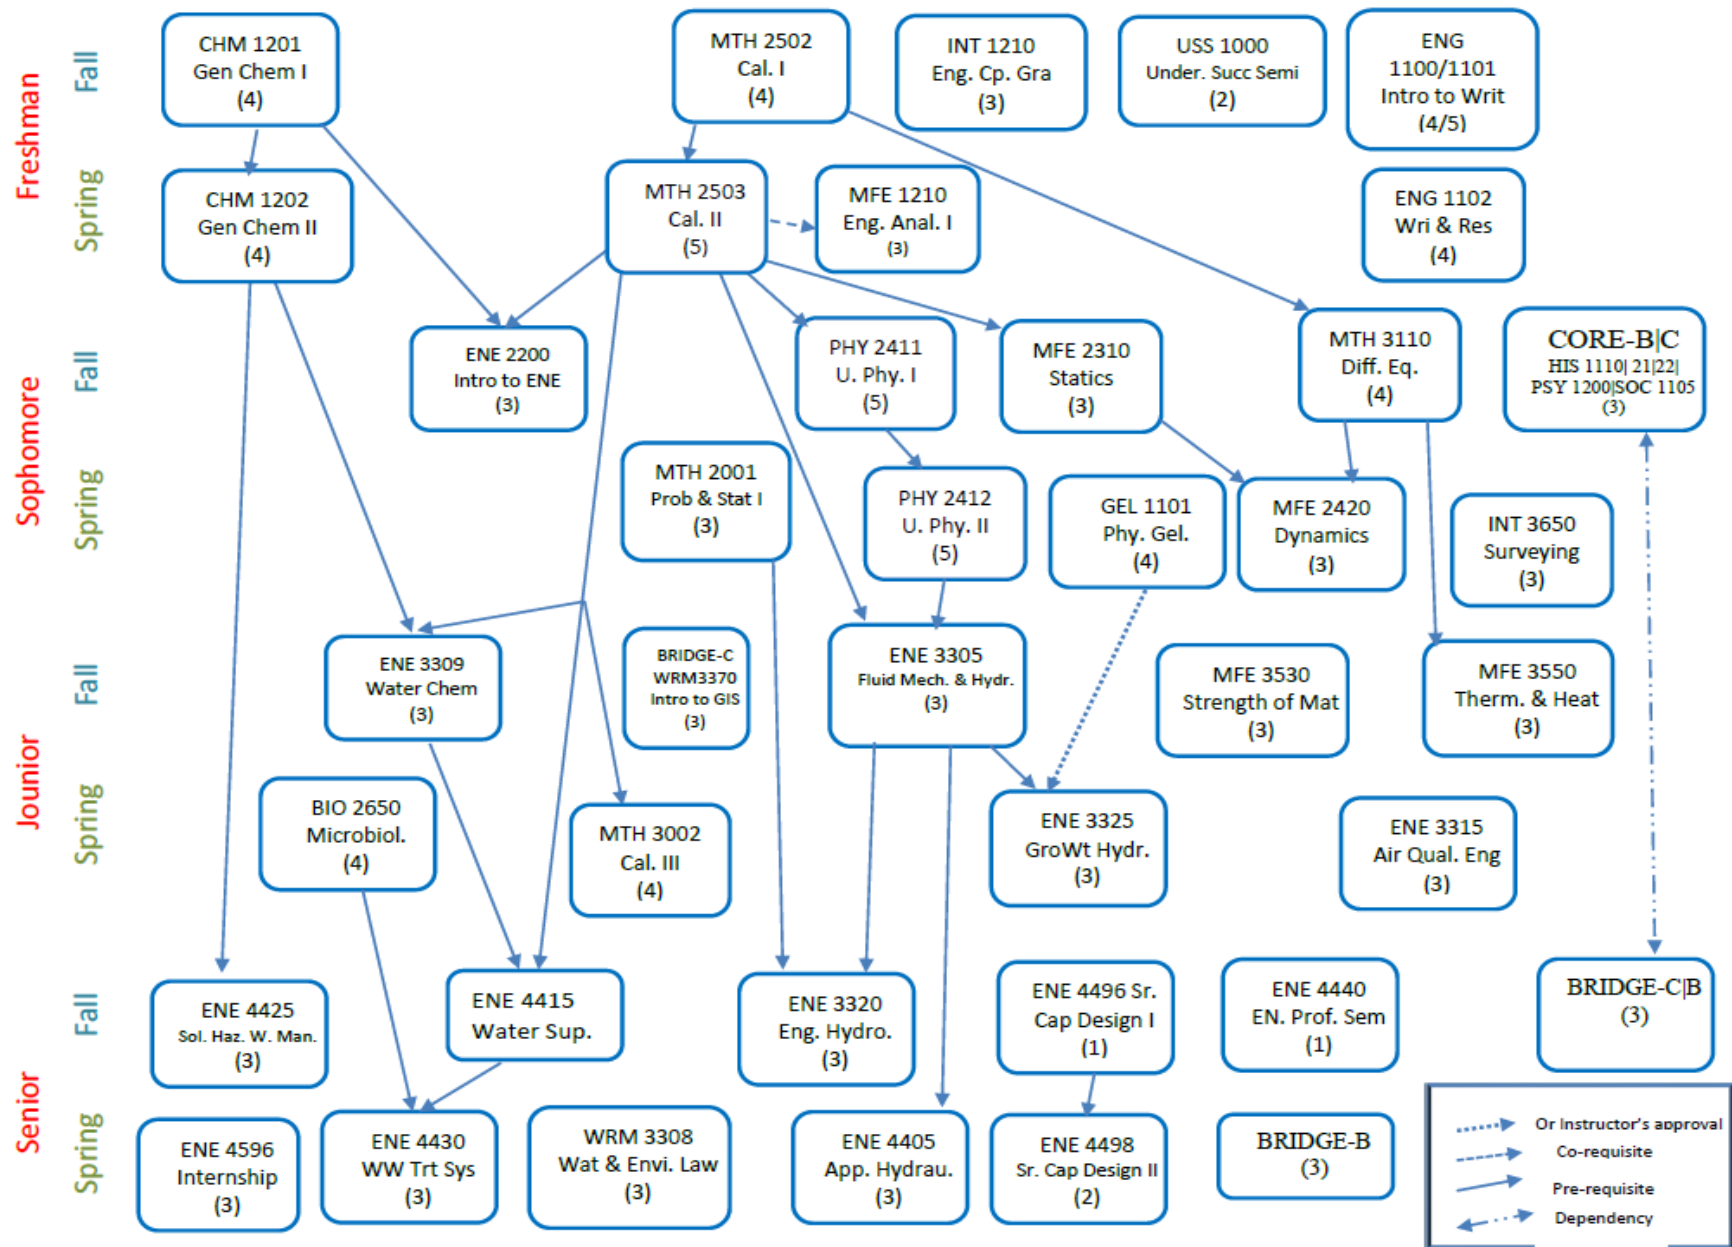 Freshman
Fall
CHM 1201
Gen Chem I
(4)
MTH 2502
Cal. I
(4)
INT 1210
Eng. Cp. Gra
(3)
USS 1000
Under. Succ Semi
(2)
ENG
1100/1101
Intro to Writ
(4/5)
Spring
CHM 1202
Gen Chem II
(4)
MTH 2503
Cal. II
(5)
MFE 1210
Eng. Anal. I
(3)
ENG 1102
Wri & Res
(4)
Sophomore
Fall
ENE 2200
Intro to ENE
(3)
PHY 2411
U. Phy. I
(5)
MFE 2310
Statics
(3)
MTH 3110
Diff. Eq.
(4)
CORE-B|C
HIS 1110| 21|22|
PSY 1200|SOC 1105
(3)
Spring
MTH 2001
Prob & Stat I
(3)
PHY 2412
U. Phy. II
(5)
GEL 1101
Phy. Gel.
(4)
MFE 2420
Dynamics
(3)
INT 3650
Surveying
(3)
Jounior
Fall
ENE 3309
Water Chem
(3)
BRIDGE-C
WRM3370
Intro to GIS
(3)
ENE 3305
Fluid Mech. & Hydr.
(3)
MFE 3530
Strength of Mat
(3)
MFE 3550
Therm. & Heat
(3)
Spring
BIO 2650
Microbiol.
(4)
MTH 3002
Cal. III
(4)
ENE 3325
GroWt Hydr.
(3)
ENE 3315
Air Qual. Eng
(3)
Senior
Fall
ENE 4425
Sol. Haz. W. Man.
(3)
ENE 4415
Water Sup.
ENE 3320
Eng. Hydro.
(3)
ENE 4496 Sr.
Cap Design I
(1)
ENE 4440
EN. Prof. Sem
(1)
BRIDGE-C|B
(3)
Spring
ENE 4596
Internship
(3)
ENE 4430
WW Trt Sys
(3)
WRM 3308
Wat & Envi. Law
(3)
ENE 4405
App. Hydrau.
(3)
ENE 4498
Sr. Cap Design II
(2)
BRIDGE-B
(3)
Or Instructor's approval
Co-requisite
Pre-requisite
Dependency